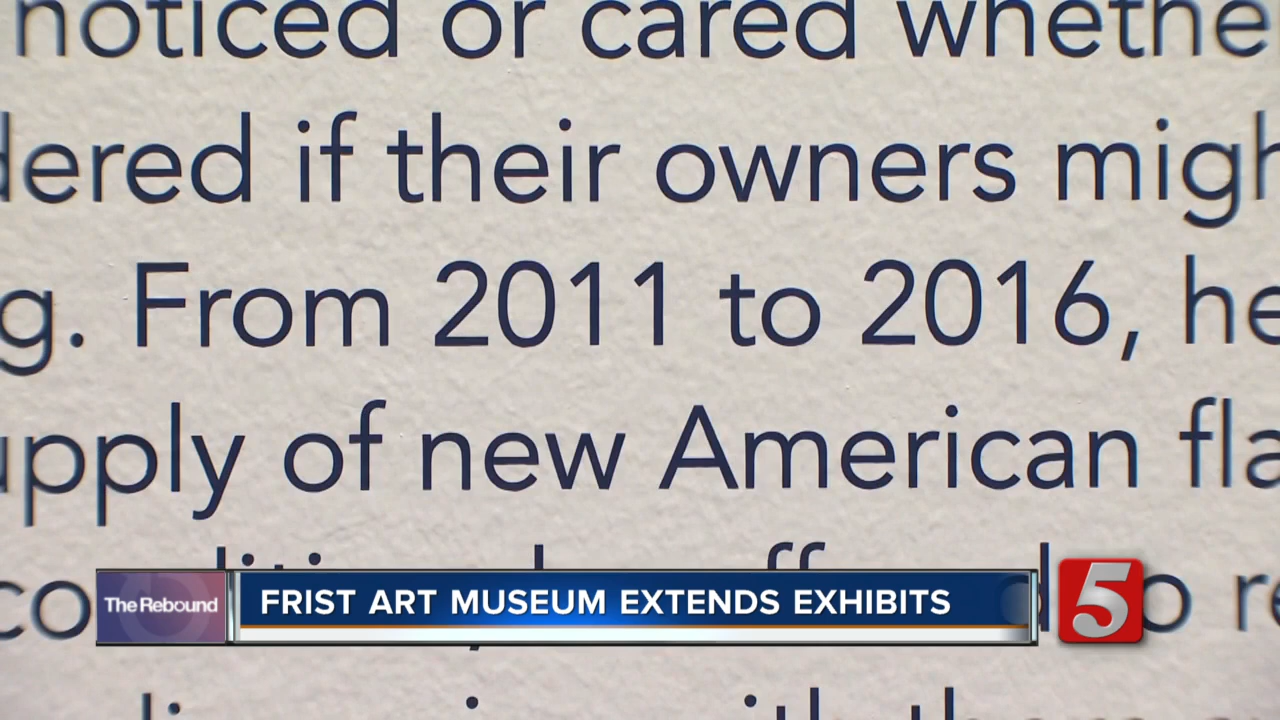 noticed or cared whethe
dered if their owners migh
g. From 2011 to 2016, he
upply of new American fla
The Rebound
FRIST ART MUSEUM EXTENDS EXHIBITS
5